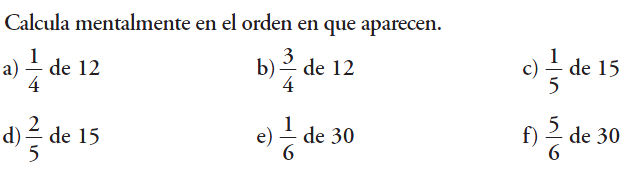 Calcula mentalmente en el orden en que aparecen.
a) 1/4 de 12 b) 3/4 de 12 c) 1/5 de 15
d) 2/5 de 15 e) 1/6 de 30 f) 5/6 de 30